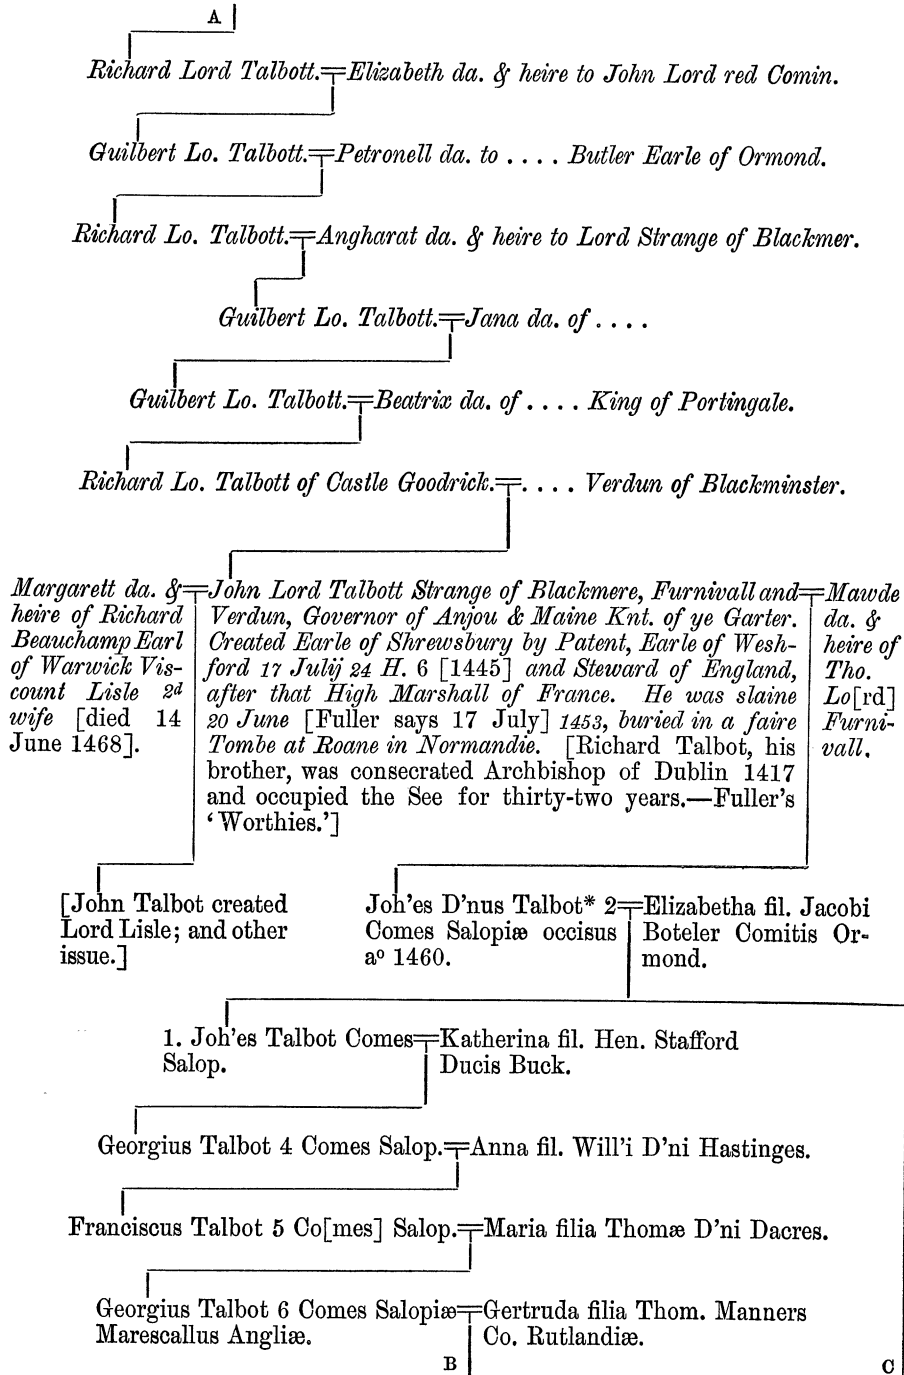 A
Richard Lord Talbott.=Elizabeth da. & heire to John Lord red Comin.
Guilbert Lo. Talbott.=Petronell da. to . . . . Butler Earle of Ormond.
Richard Lo. Talbott.=Angharat da. & heire to Lord Strange of Blackmer.
Guilbert Lo. Talbott.=Jana da. of . . . .
Guilbert Lo. Talbott.=Beatrix da. of . . . . King of Portingale.
Richard Lo. Talbott of Castle Goodrick.=. . . . Verdun of Blackminster.
Margarett da. &=
heire of Richard
Beauchamp Earl
of Warwick Vis-
count Lisle 2d
wife [died 14
June 1468].
John Lord Talbott Strange of Blackmere, Furnivall and=
Verdun, Governor of Anjou & Maine Knt. of ye Garter.
Created Earle of Shrewsbury by Patent, Earle of Wesh-
ford 17 Julij 24 H. 6 [1445] and Steward of England,
after that High Marshall of France. He was slaine
20 June [Fuller says 17 July] 1453, buried in a faire
Tombe at Roane in Normandie. [Richard Talbot, his
brother, was consecrated Archbishop of Dublin 1417
and occupied the See for thirty-two years.—Fuller's
‘Worthies.’]
Mawde
da. &
heire of
Tho.
Lo[rd]
Furni-
vall.
[John Talbot created
Lord Lisle; and other
issue.]
Joh'es D'nus Talbot* 2=
Comes Salopiæ occisus
aº 1460.
Elizabetha fil. Jacobi
Boteler Comitis Or-
mond.
1. Joh'es Talbot Comes=
Salop.
Katherina fil. Hen. Stafford
Ducis Buck.
Georgius Talbot 4 Comes Salop.=Anna fil. Will'i D'ni Hastinges.
Franciscus Talbot 5 Co[mes] Salop.=Maria filia Thomæ D'ni Dacres.
Georgius Talbot 6 Comes Salopiæ=
Marescallus Angliæ.
Gertruda filia Thom. Manners
Co. Rutlandiæ.
B
C